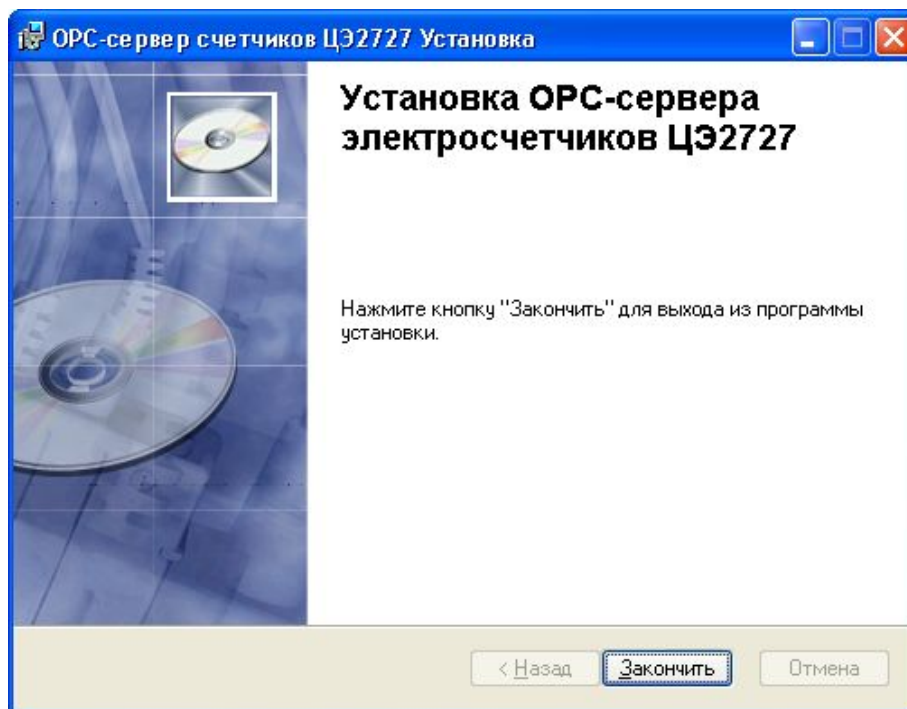 OPC-сервер счетчиков ЦЭ2727 Установка
Установка OPC-сервера
электросчетчиков ЦЭ2727
Нажмите кнопку "Закончить" для выхода из программы
установки.
< Назад
Закончить
Отмена